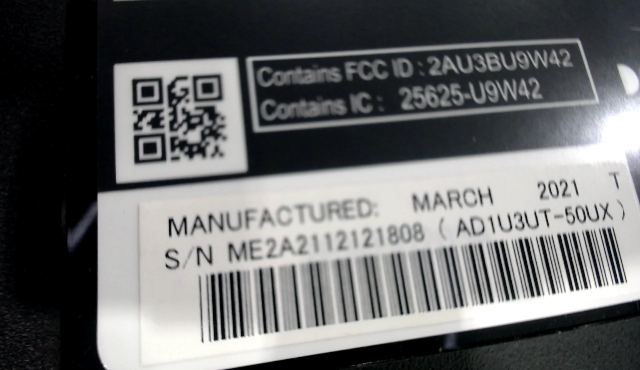 Contains FCC ID : 2AU3BU9W42
Contains IC : 25625-U9W42
MANUFACTURED: MARCH 2021 T
S/N ME2A2112121808 ( AD1U3UT-50UX )